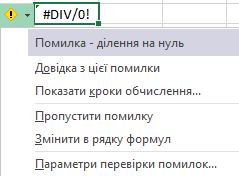 #DIV/0!
Помилка - ділення на нуль
Довідка з цієї помилки
Показати кроки обчислення...
Пропустити помилку
Змінити в рядку формул
Параметри перевірки помилок...